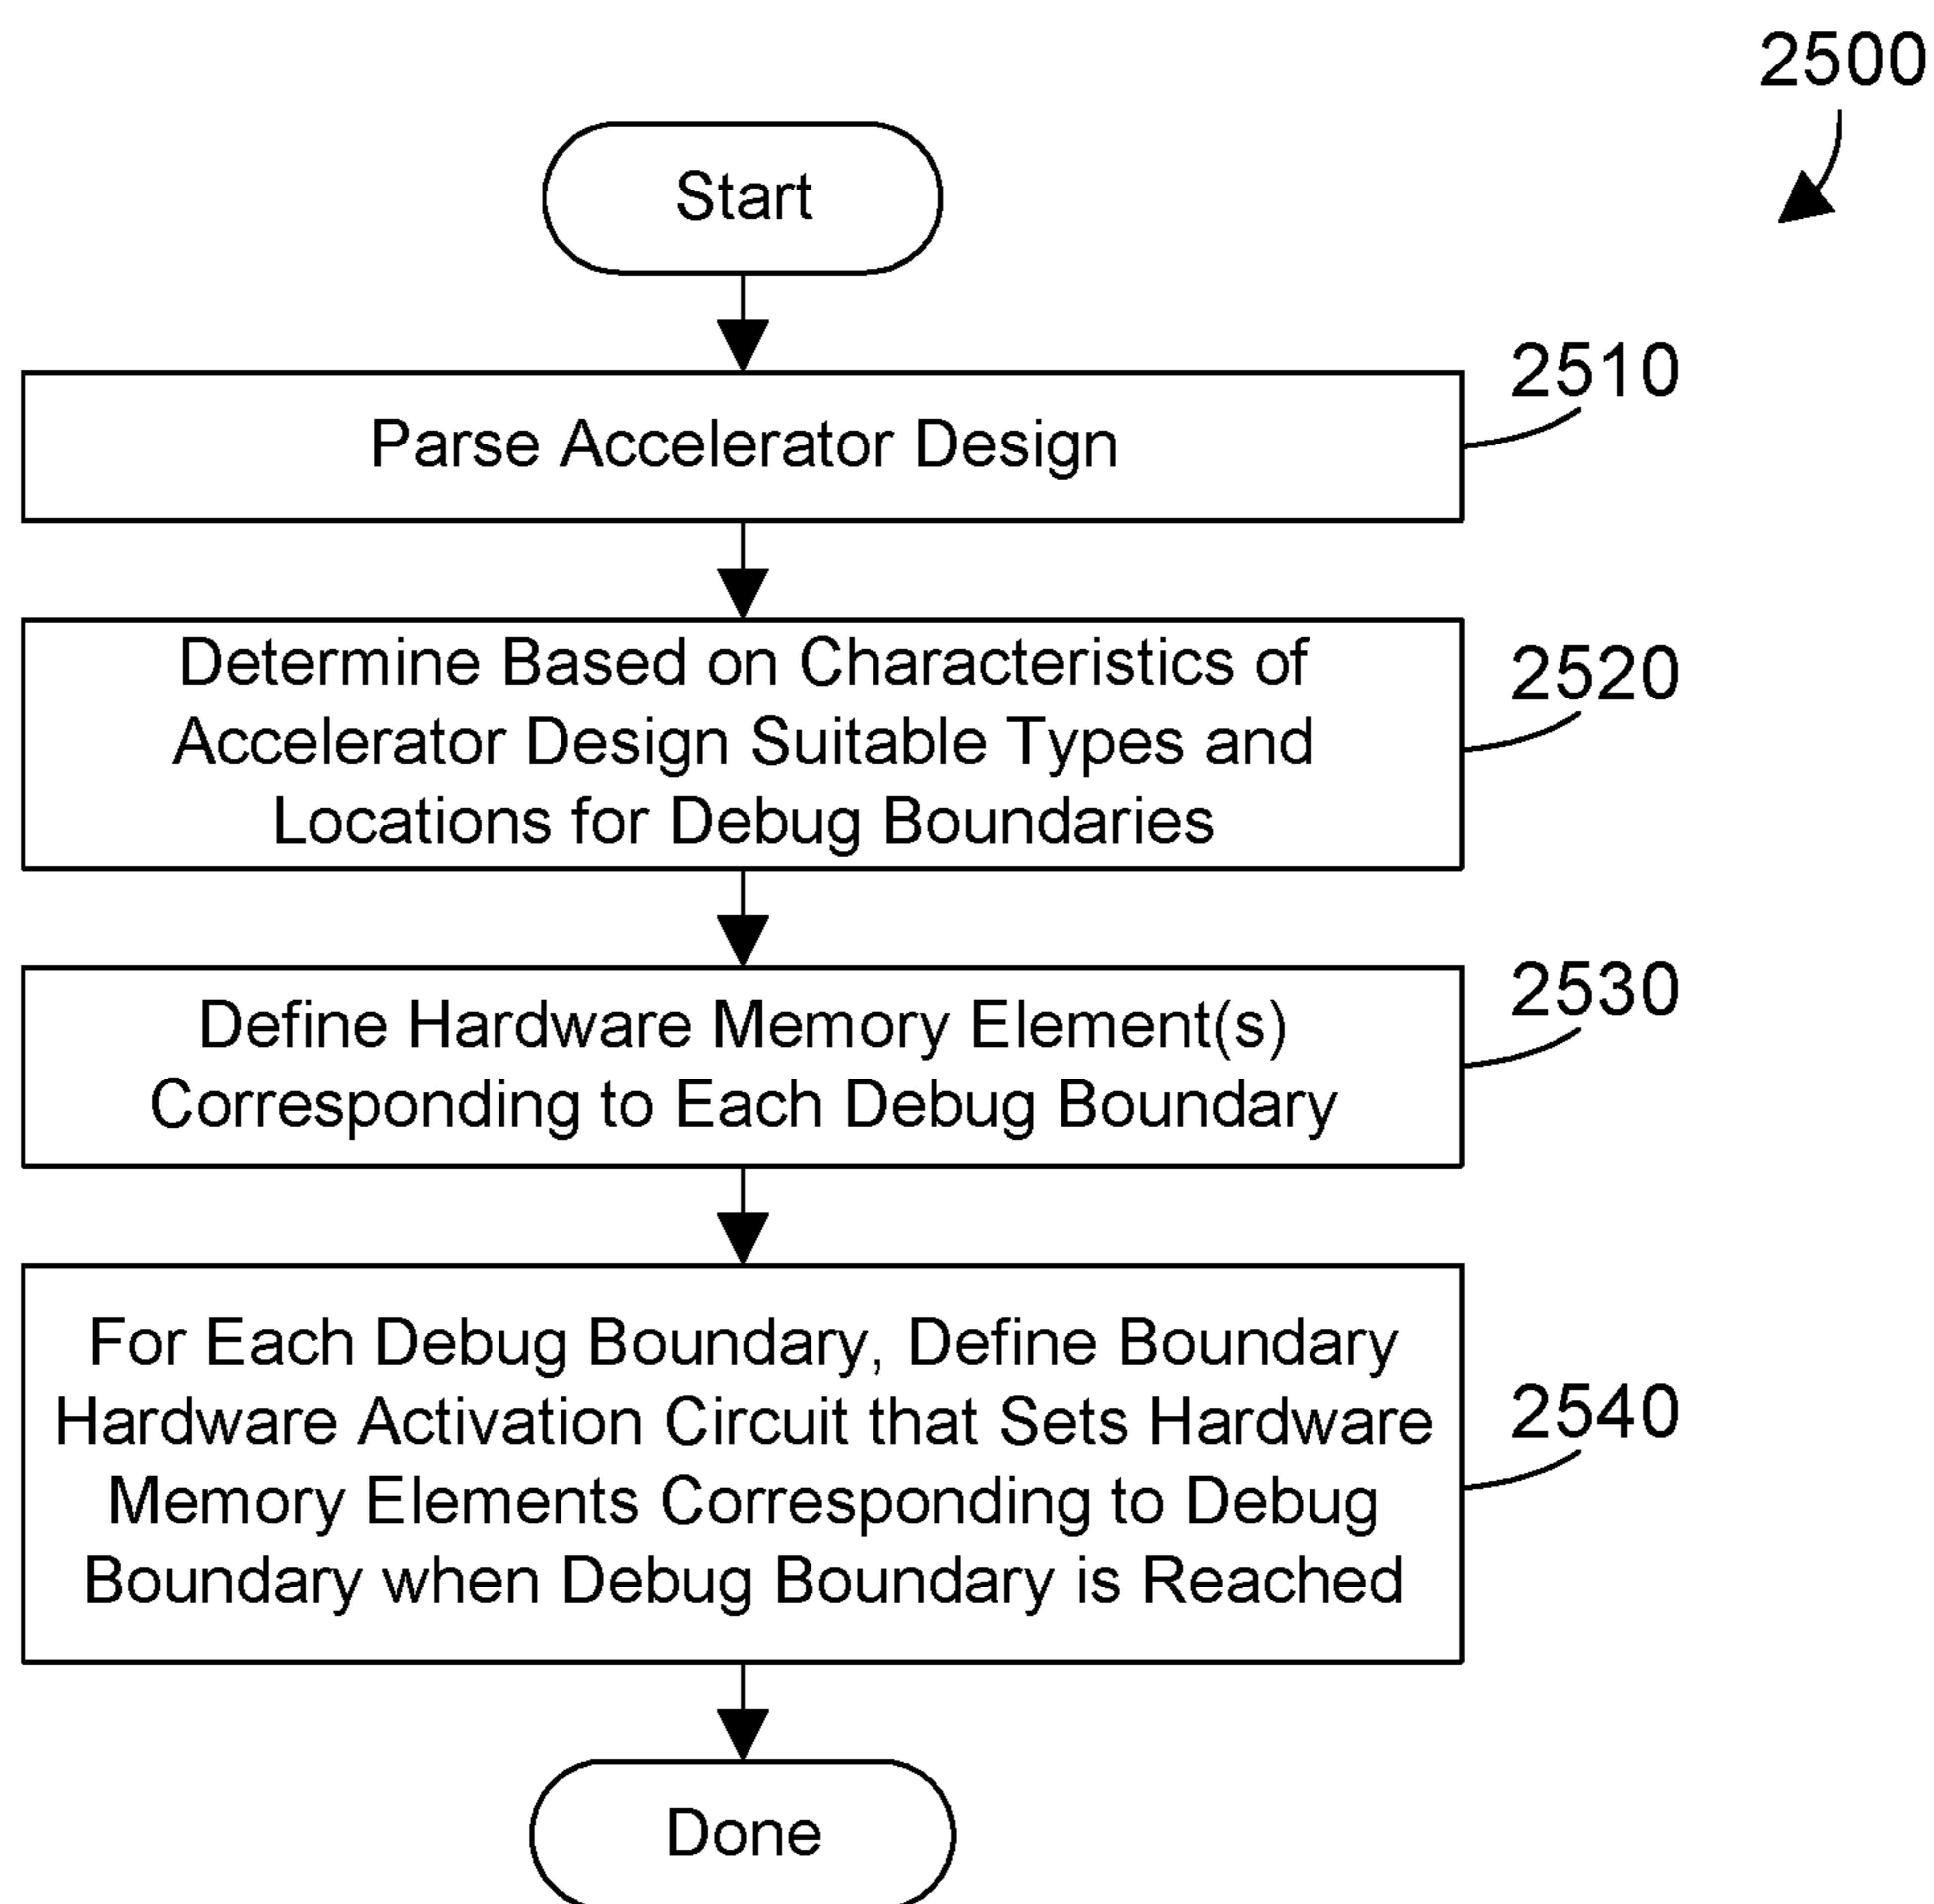 2500
Start
2510
Parse Accelerator Design
Determine Based on Characteristics of
Accelerator Design Suitable Types and
Locations for Debug Boundaries
2520
Define Hardware Memory Element(s)
Corresponding to Each Debug Boundary
2530
For Each Debug Boundary, Define Boundary
Hardware Activation Circuit that Sets Hardware
Memory Elements Corresponding to Debug
Boundary when Debug Boundary is Reached
2540
Done